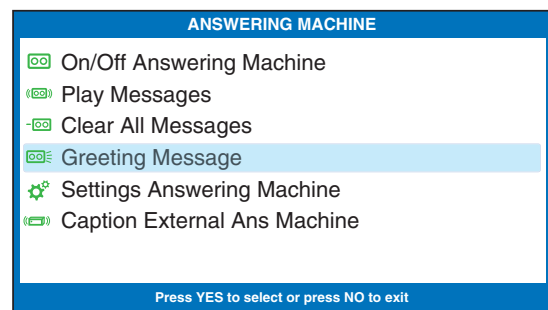 ANSWERING MACHINE
On/Off Answering Machine
Play Messages
Clear All Messages
Greeting Message
Settings Answering Machine
Caption External Ans Machine
Press YES to select or press NO to exit